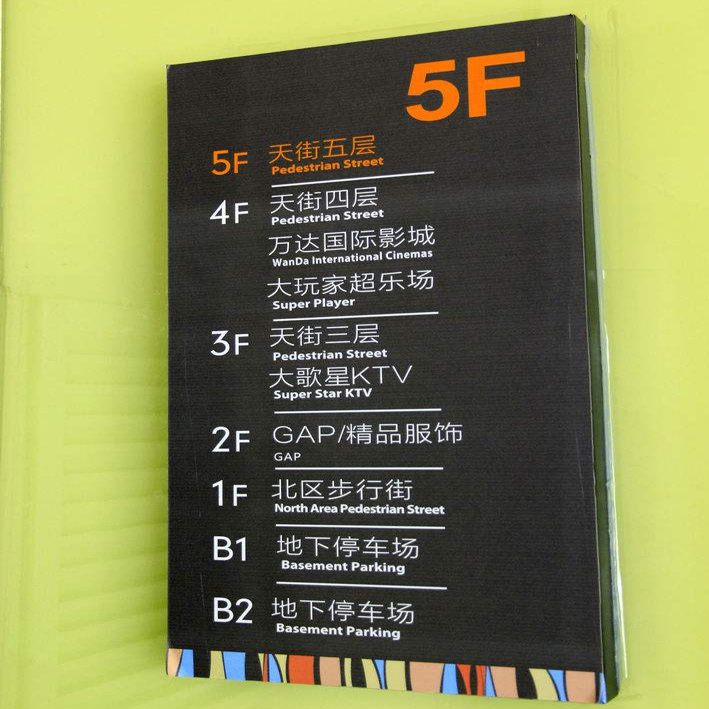 5F
5F 天街五层
Pedestrian Street
4F 天街四层
Pedestrian Street
万达国际影城
WanDa International Cinemas
大玩家超乐场
Super Player
3F 天街三层
Pedestrian Street
大歌星KTV
Super Star KTV
2F GAP/精品服饰
GAP
1F 北区步行街
North Area Pedestrian Street
B1 地下停车场
Basement Parking
B2 地下停车场
Basement Parking